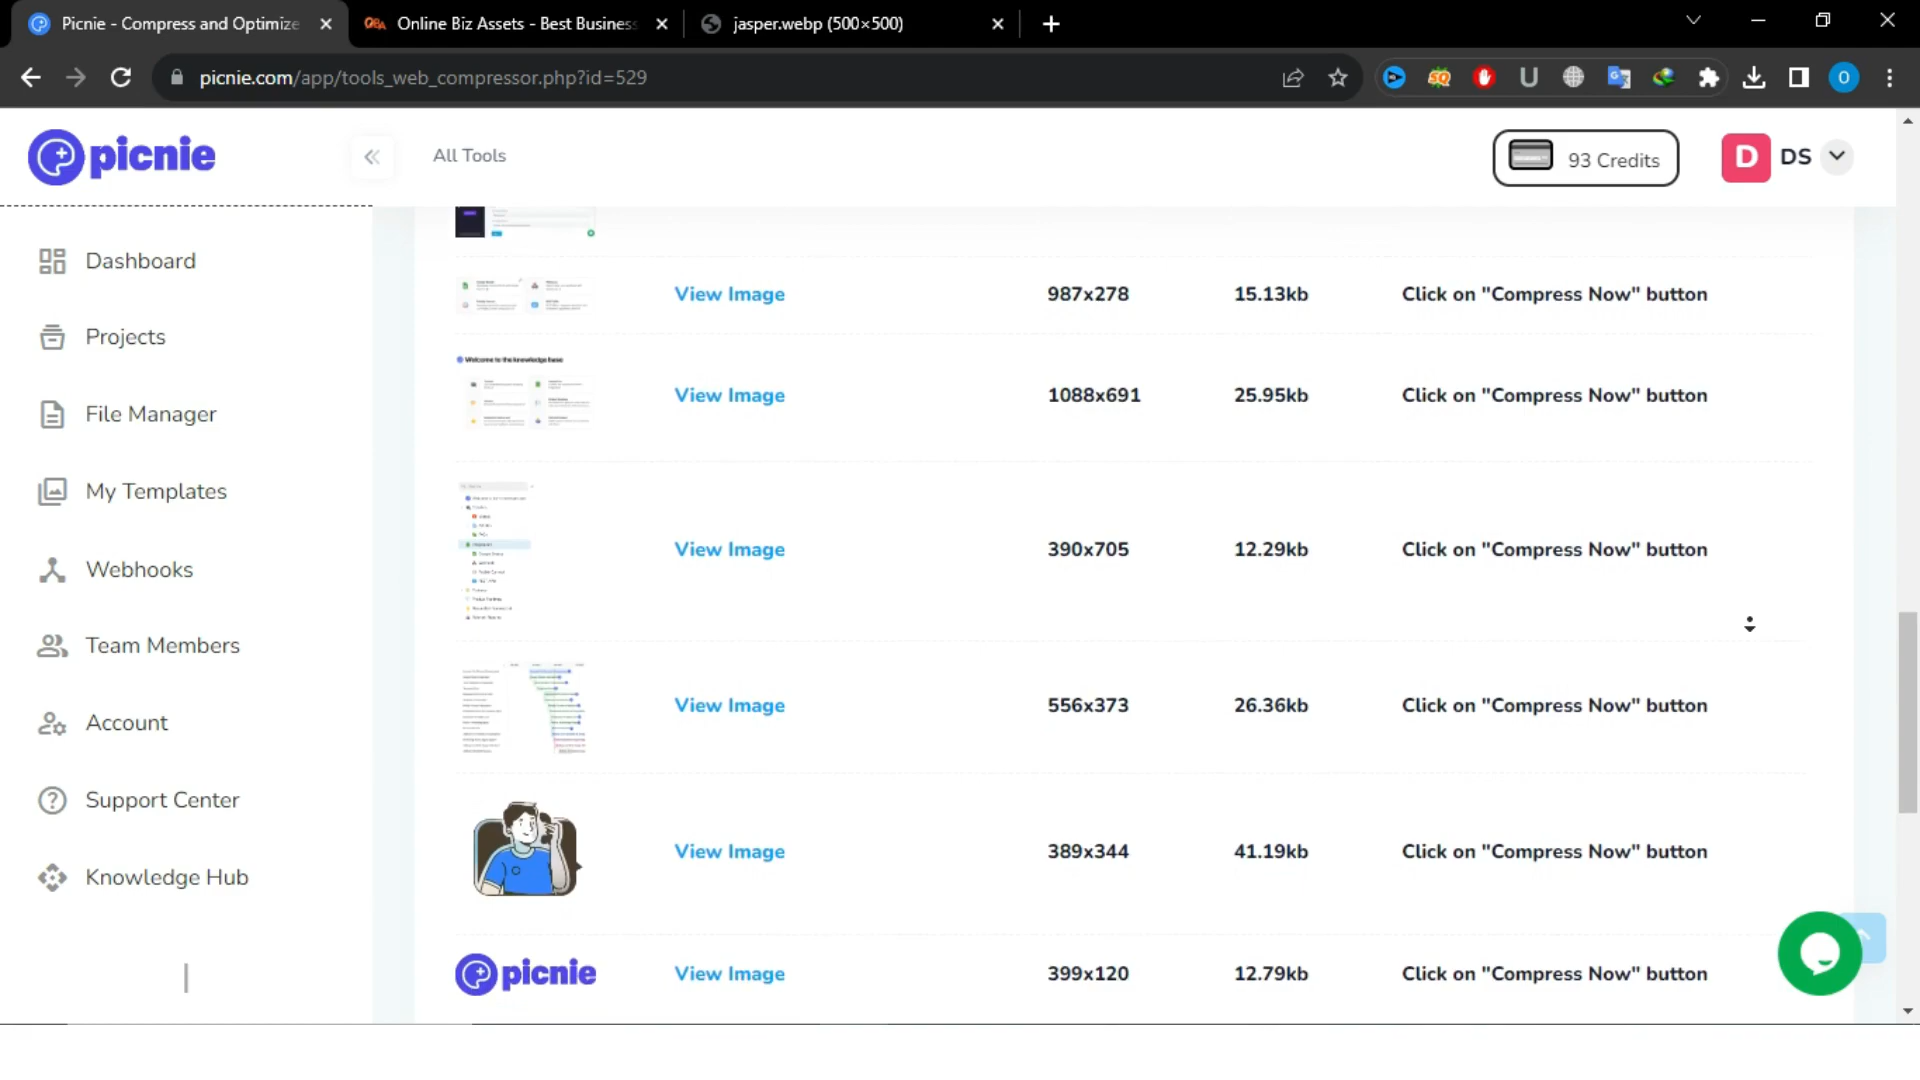 Picnie - Compress and Optimize
Online Biz Assets - Best Business
jasper.webp (500×500)
picnie.com/app/tools_web_compressor.php?id=529
picnie
All Tools
93 Credits
D
DS
Dashboard
Projects
File Manager
My Templates
Webhooks
Team Members
Account
Support Center
Knowledge Hub
View Image 987x278 15.13kb Click on "Compress Now" button
Welcome to the knowledge base
View Image 1088x691 25.95kb Click on "Compress Now" button
View Image 390x705 12.29kb Click on "Compress Now" button
View Image 556x373 26.36kb Click on "Compress Now" button
View Image 389x344 41.19kb Click on "Compress Now" button
picnie
View Image 399x120 12.79kb Click on "Compress Now" button